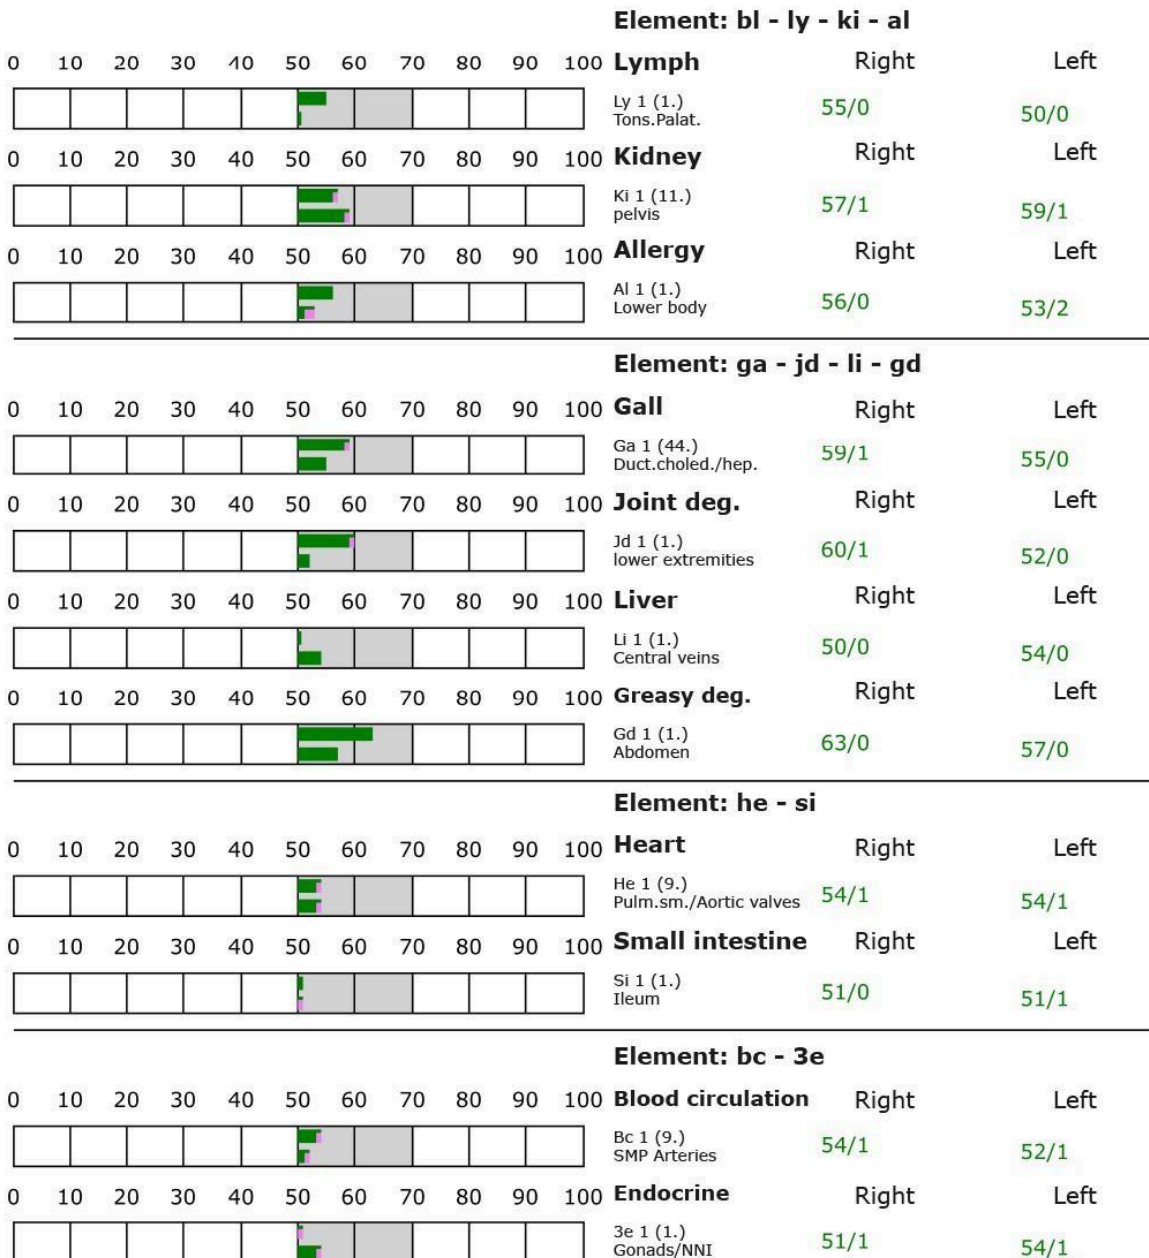 Element: bl - ly - ki - al
0 10 20 30 40 50 60 70 80 90 100 Lymph Right Left
Ly 1 (1.)
Tons.Palat.
55/0 50/0
0 10 20 30 40 50 60 70 80 90 100 Kidney Right Left
Ki 1 (11.)
pelvis
57/1 59/1
0 10 20 30 40 50 60 70 80 90 100 Allergy Right Left
Al 1 (1.)
Lower body
56/0 53/2
Element: ga - jd - li - gd
0 10 20 30 40 50 60 70 80 90 100 Gall Right Left
Ga 1 (44.)
Duct.choled./hep.
59/1 55/0
0 10 20 30 40 50 60 70 80 90 100 Joint deg. Right Left
Jd 1 (1.)
lower extremities
60/1 52/0
0 10 20 30 40 50 60 70 80 90 100 Liver Right Left
Li 1 (1.)
Central veins
50/0 54/0
0 10 20 30 40 50 60 70 80 90 100 Greasy deg. Right Left
Gd 1 (1.)
Abdomen
63/0 57/0
Element: he - si
0 10 20 30 40 50 60 70 80 90 100 Heart Right Left
He 1 (9.)
Pulm.sm./Aortic valves
54/1 54/1
0 10 20 30 40 50 60 70 80 90 100 Small intestine Right Left
Si 1 (1.)
Ileum
51/0 51/1
Element: bc - 3e
0 10 20 30 40 50 60 70 80 90 100 Blood circulation Right Left
Bc 1 (9.)
SMP Arteries
54/1 52/1
0 10 20 30 40 50 60 70 80 90 100 Endocrine Right Left
3e 1 (1.)
Gonads/NNI
51/1 54/1